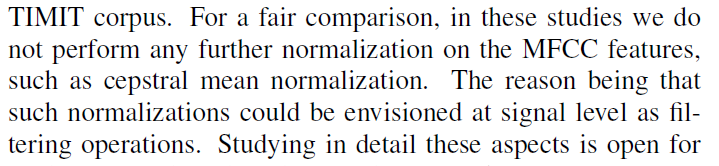 TIMIT corpus. For a fair comparison, in these studies we do
not perform any further normalization on the MFCC features,
such as cepstral mean normalization. The reason being that
such normalizations could be envisioned at signal level as fil-
tering operations. Studying in detail these aspects is open for